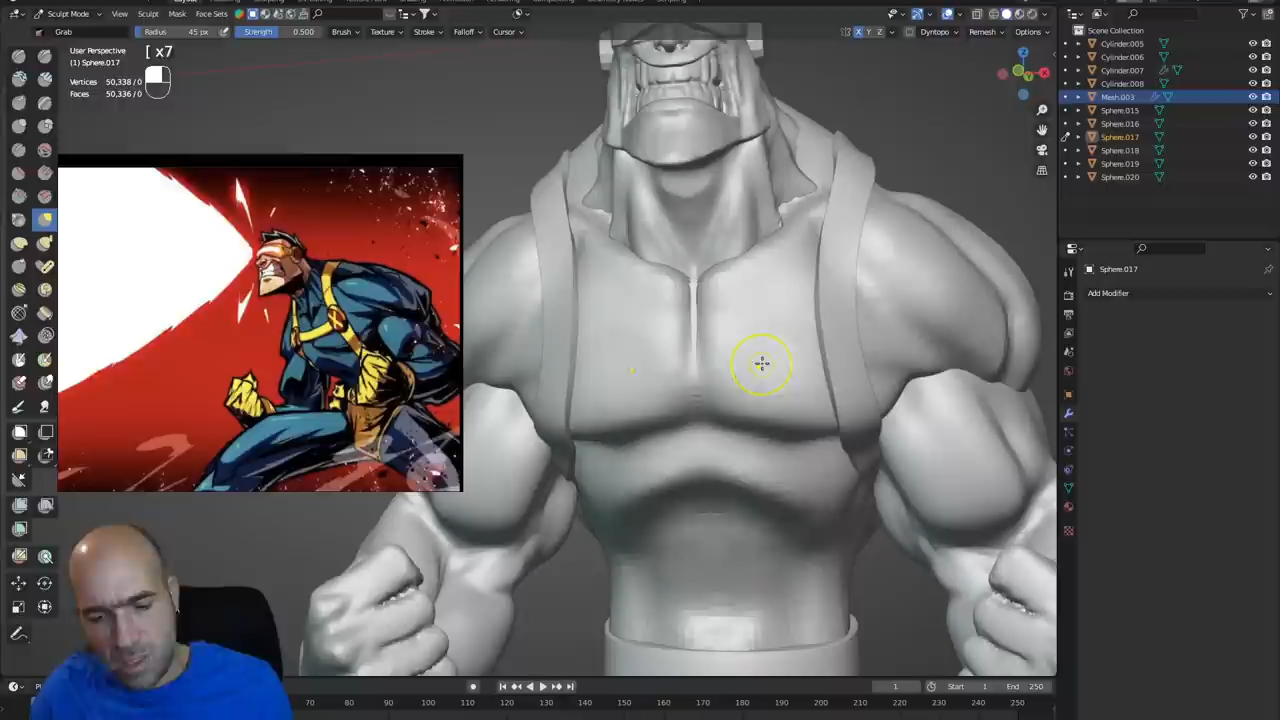 Sculpt Mode View Sculpt Mask Face Sets
Grab Radius 45 px Strength 0.500 Brush Texture Stroke Falloff Cursor X Y Z Dyntopo Remesh Options
User Perspective [ x7
(1) Sphere.017
Vertices 50,338/0
Faces 50,336/0
Z
X
Y
Scene Collection
Cylinder.005
Cylinder.006
Cylinder.007
Cylinder.008
Mesh.003
Sphere.015
Sphere.016
Sphere.017
Sphere.018
Sphere.019
Sphere.020
Sphere.017
Add Modifier
1 Start 1 End 250
70 80 90 100 110 120 130 140 150 160 170 180 190 200 210 220 230 240 250